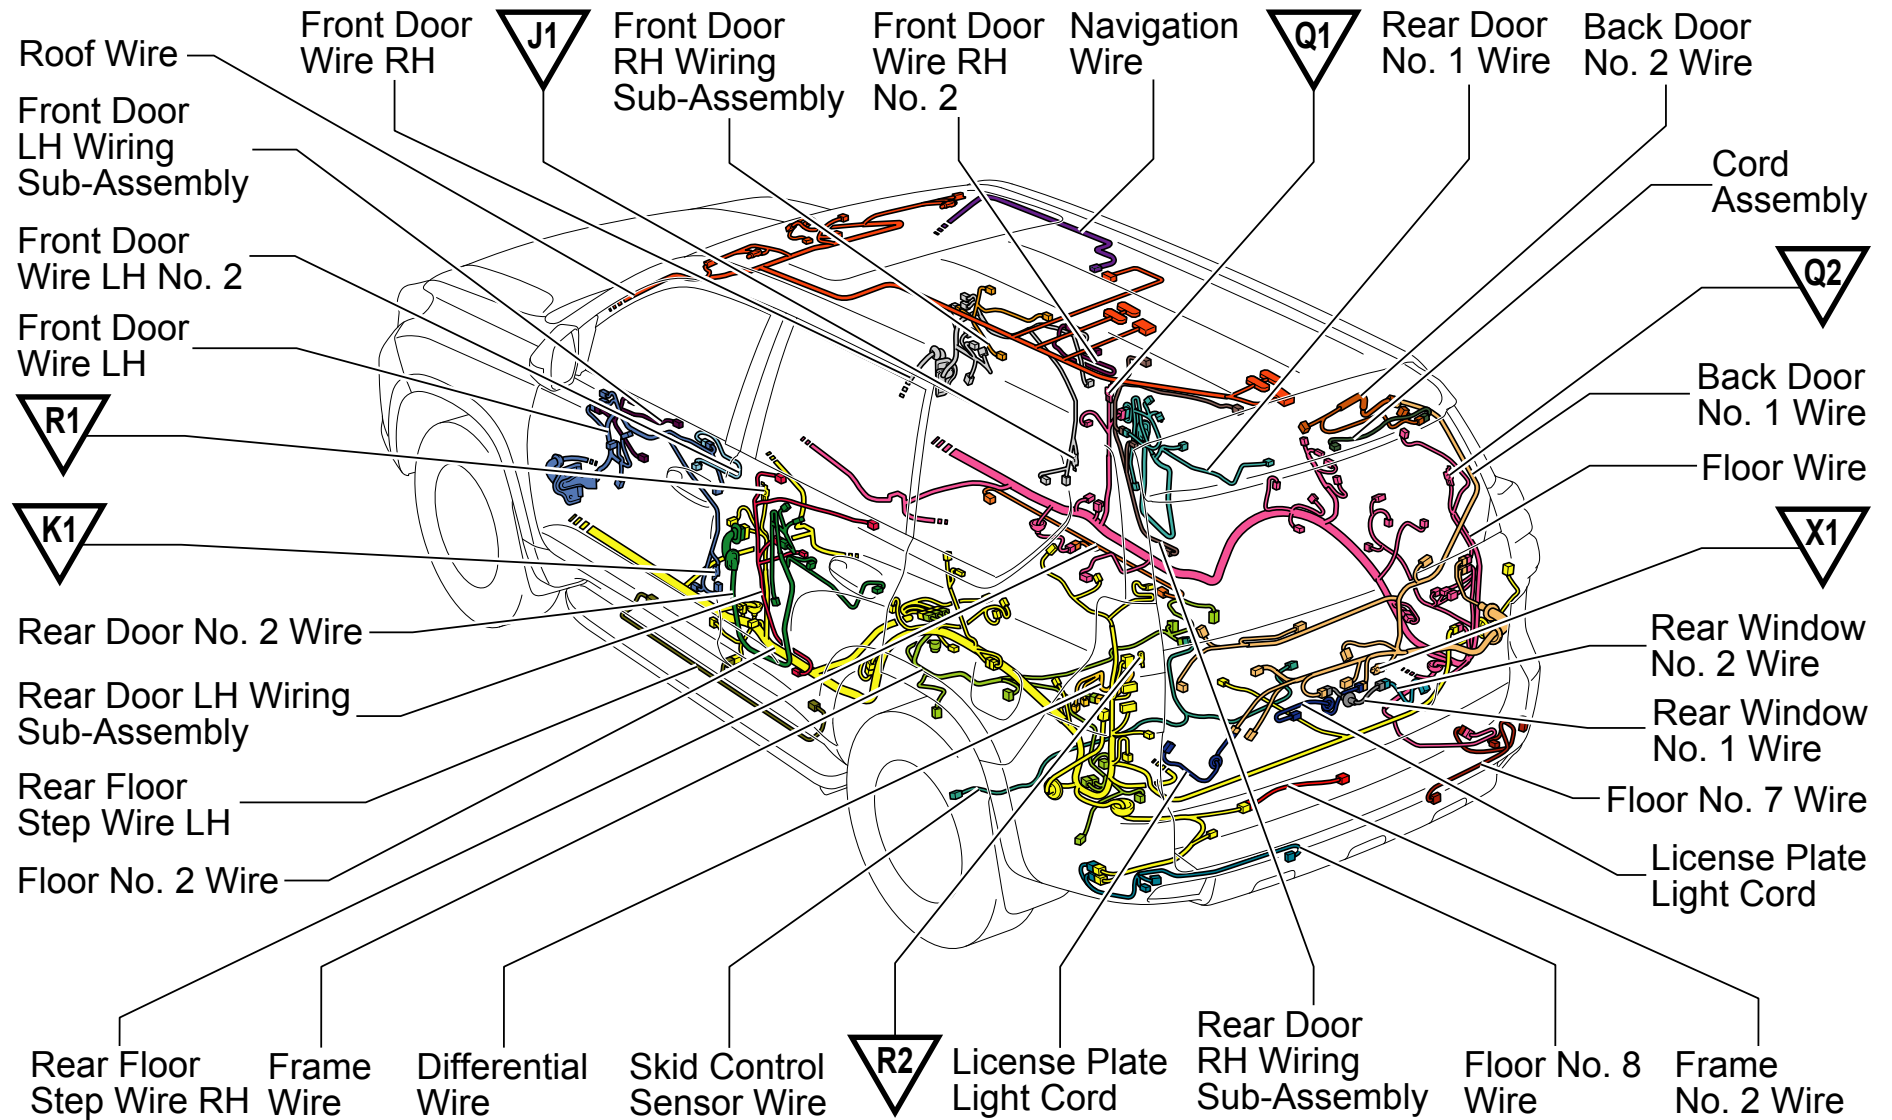 Roof Wire
Front Door
Wire RH
J1
Front Door
RH Wiring
Sub-Assembly
Front Door
Wire RH
No. 2
Navigation
Wire
Q1
Rear Door
No. 1 Wire
Back Door
No. 2 Wire
Front Door
LH Wiring
Sub-Assembly
Cord
Assembly
Front Door
Wire LH No. 2
Q2
Front Door
Wire LH
Back Door
No. 1 Wire
R1
Floor Wire
K1
X1
Rear Door No. 2 Wire
Rear Window
No. 2 Wire
Rear Door LH Wiring
Sub-Assembly
Rear Window
No. 1 Wire
Rear Floor
Step Wire LH
Floor No. 7 Wire
Floor No. 2 Wire
License Plate
Light Cord
Rear Floor
Step Wire RH
Frame
Wire
Differential
Wire
Skid Control
Sensor Wire
R2
License Plate
Light Cord
Rear Door
RH Wiring
Sub-Assembly
Floor No. 8
Wire
Frame
No. 2 Wire